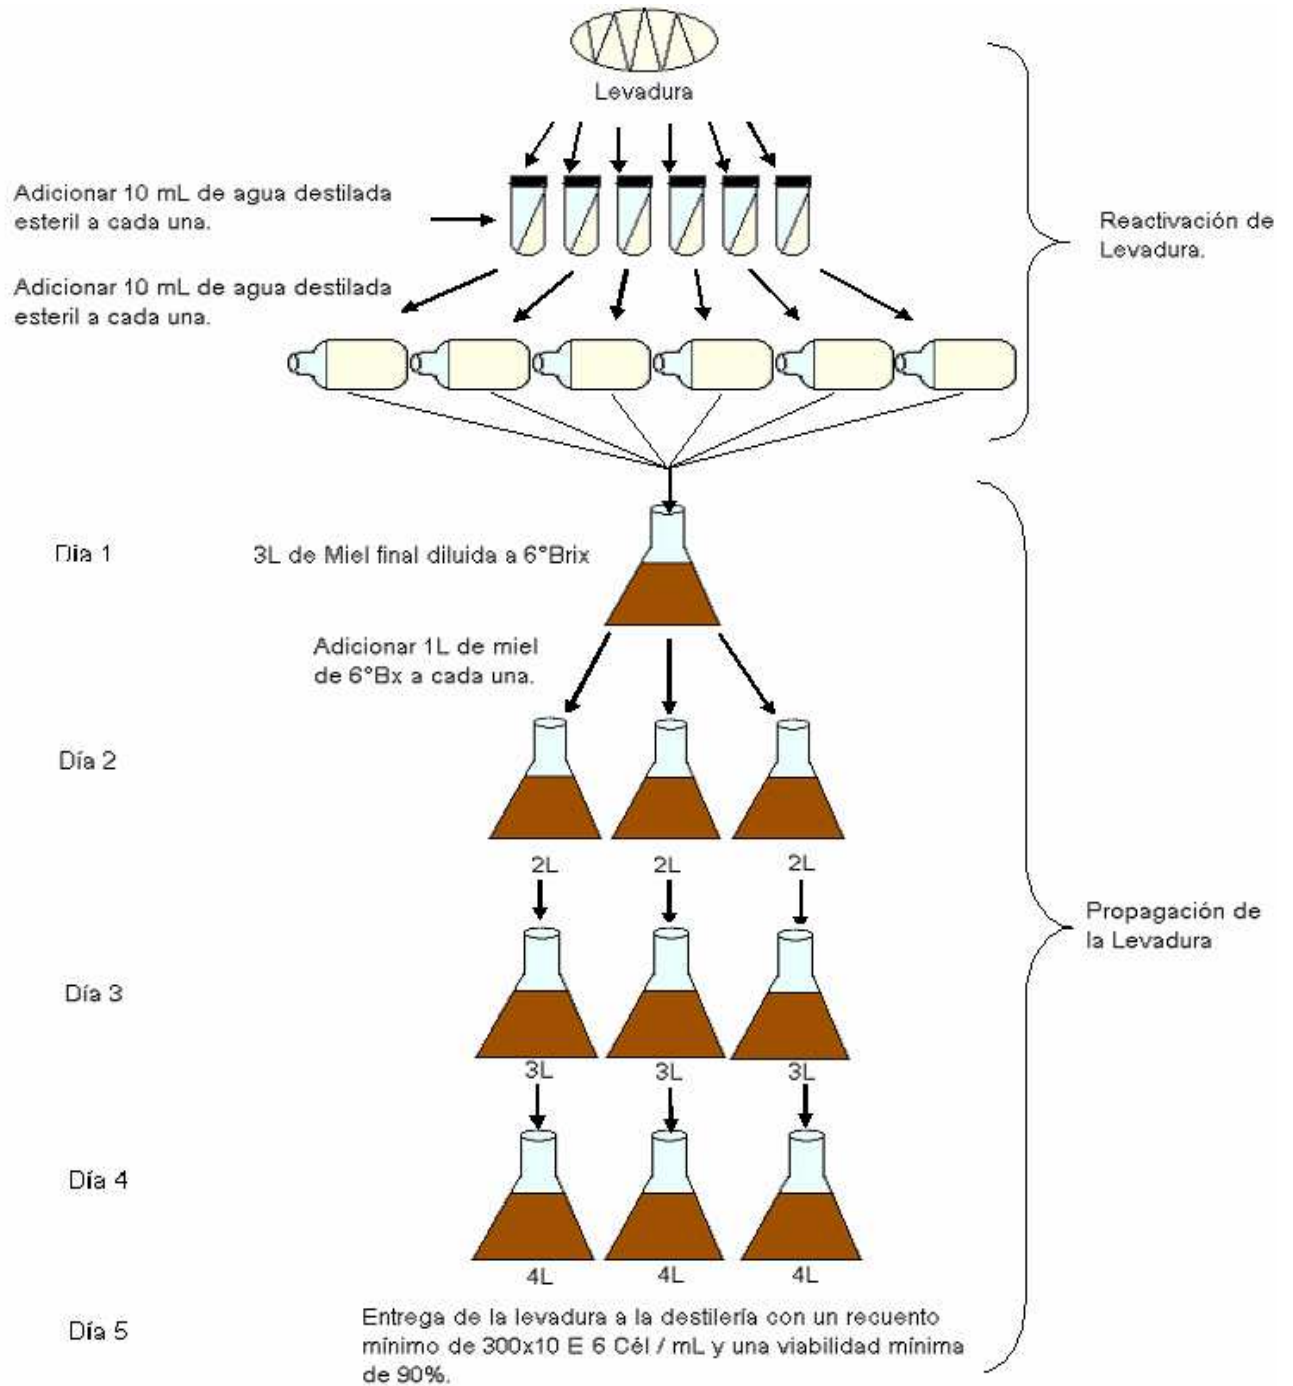 Levadura
Adicionar 10 mL de agua destilada
esteril a cada una.
Reactivación de
Levadura.
Adicionar 10 mL de agua destilada
esteril a cada una.
Día 1
3L de Miel final diluida a 6°Brix
Adicionar 1L de miel
de 6°Bx a cada una.
Día 2
2L 2L 2L
Propagación de
la Levadura
Día 3
3L 3L 3L
Día 4
4L 4L 4L
Día 5
Entrega de la levadura a la destilería con un recuento
mínimo de 300x10 E 6 Cél / mL y una viabilidad mínima
de 90%.